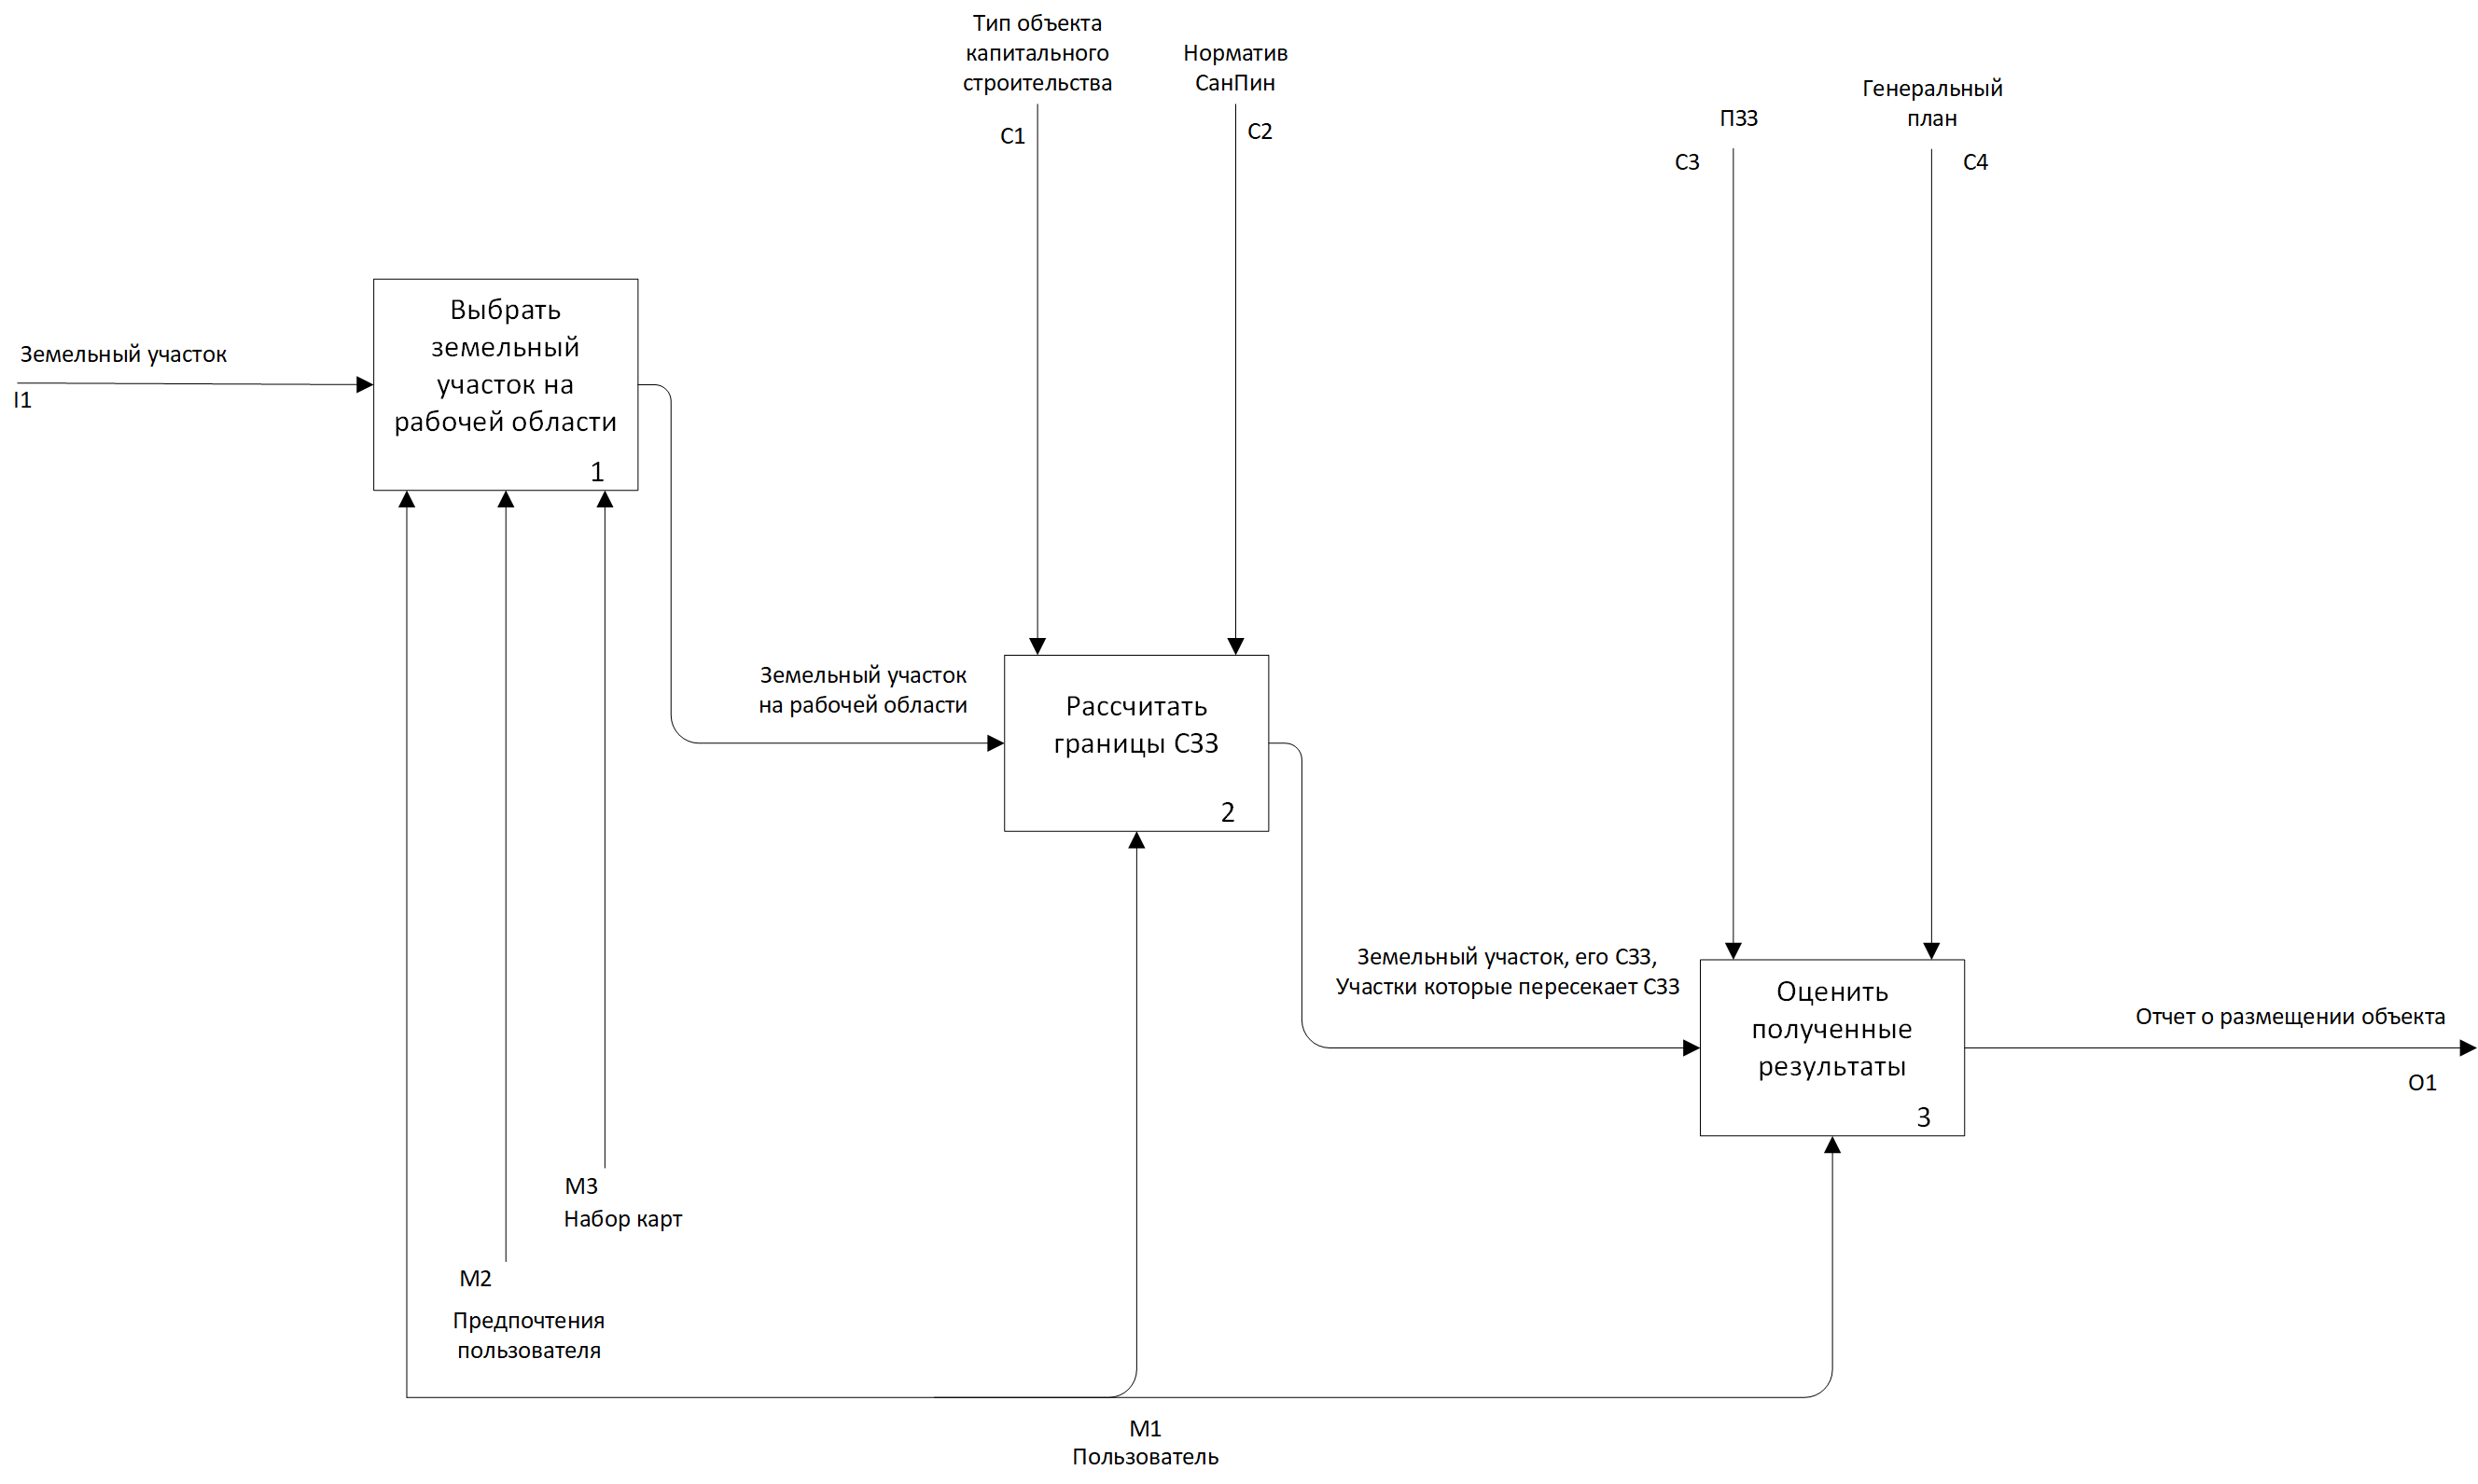 Тип объекта
капитального
строительства
C1
Норматив
СанПин
C2
ПЗЗ
C3
Генеральный
план
C4
Земельный участок
I1
Выбрать
земельный
участок на
рабочей области
1
Земельный участок
на рабочей области
Рассчитать
границы СЗЗ
2
Земельный участок, его СЗЗ,
Участки которые пересекает СЗЗ
Оценить
полученные
результаты
3
Отчет о размещении объекта
O1
M3
Набор карт
M2
Предпочтения
пользователя
M1
Пользователь